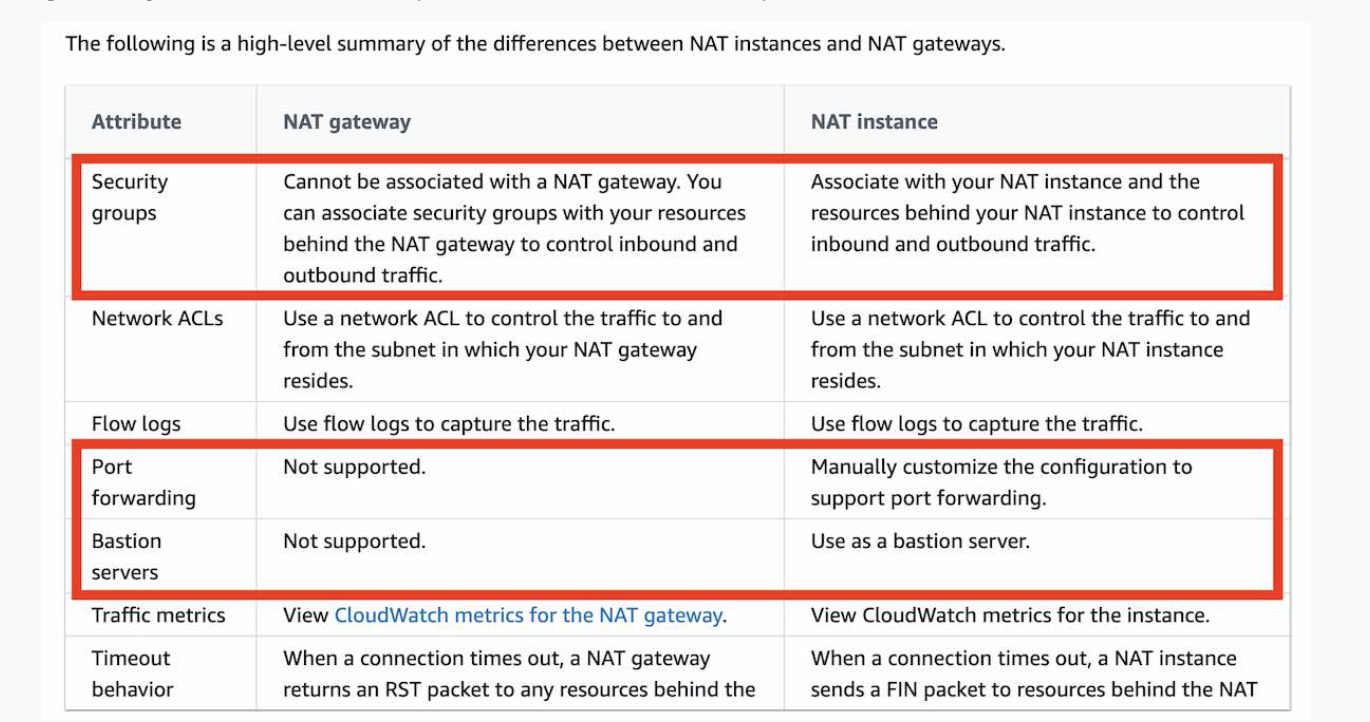 The following is a high-level summary of the differences between NAT instances and NAT gateways.
Attribute NAT gateway NAT instance
Security Cannot be associated with a NAT gateway. You Associate with your NAT instance and the
groups can associate security groups with your resources resources behind your NAT instance to control
behind the NAT gateway to control inbound and inbound and outbound traffic.
outbound traffic.
Network ACLs Use a network ACL to control the traffic to and Use a network ACL to control the traffic to and
from the subnet in which your NAT gateway from the subnet in which your NAT instance
resides. resides.
Flow logs Use flow logs to capture the traffic. Use flow logs to capture the traffic.
Port Not supported. Manually customize the configuration to
forwarding support port forwarding.
Bastion Not supported. Use as a bastion server.
servers
Traffic metrics View CloudWatch metrics for the NAT gateway. View CloudWatch metrics for the instance.
Timeout When a connection times out, a NAT gateway When a connection times out, a NAT instance
behavior returns an RST packet to any resources behind the sends a FIN packet to resources behind the NAT